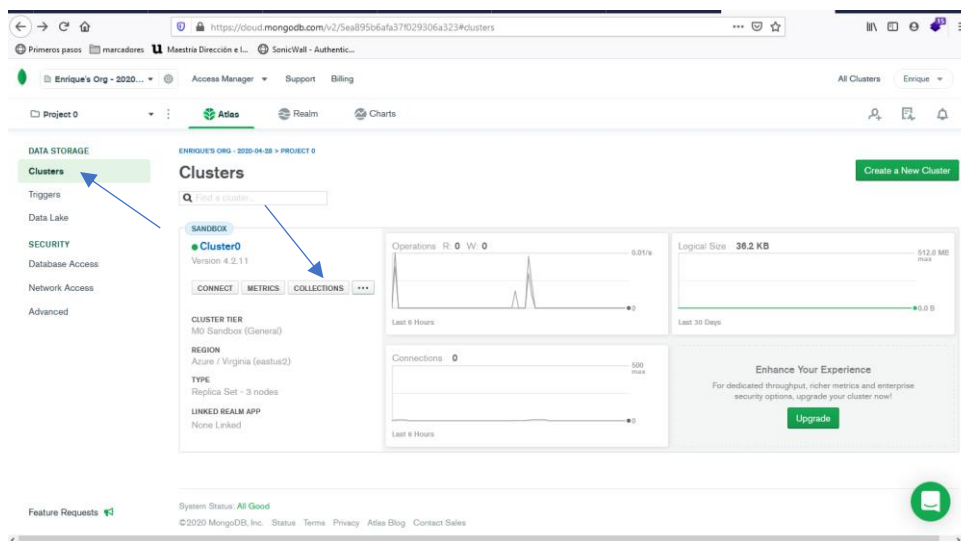 https://cloud.mongodb.com/v2/5ea895b6afa37f029306a323#clusters
Primeros pasos marcadores Maestría Dirección e I... SonicWall - Authentic...
Enrique's Org - 2020... Access Manager Support Billing All Clusters Enrique
Project 0 Atlas Realm Charts
DATA STORAGE
Clusters
Triggers
Data Lake
SECURITY
Database Access
Network Access
Advanced
ENRIQUE'S ORG - 2020-04-28 > PROJECT 0
Clusters
Create a New Cluster
Find a cluster...
SANDBOX
Cluster0
Version 4.2.11
CONNECT METRICS COLLECTIONS ...
CLUSTER TIER
M0 Sandbox (General)
REGION
Azure / Virginia (eastus2)
TYPE
Replica Set - 3 nodes
LINKED REALM APP
None Linked
Operations R: 0 W: 0
0.01/s
0
Last 6 Hours
Logical Size 36.2 KB
512.0 MB
max
0.0 B
Last 30 Days
Connections 0
500
max
0
Last 6 Hours
Enhance Your Experience
For dedicated throughput, richer metrics and enterprise
security options, upgrade your cluster now!
Upgrade
Feature Requests
System Status: All Good
©2020 MongoDB, Inc. Status Terms Privacy Atlas Blog Contact Sales